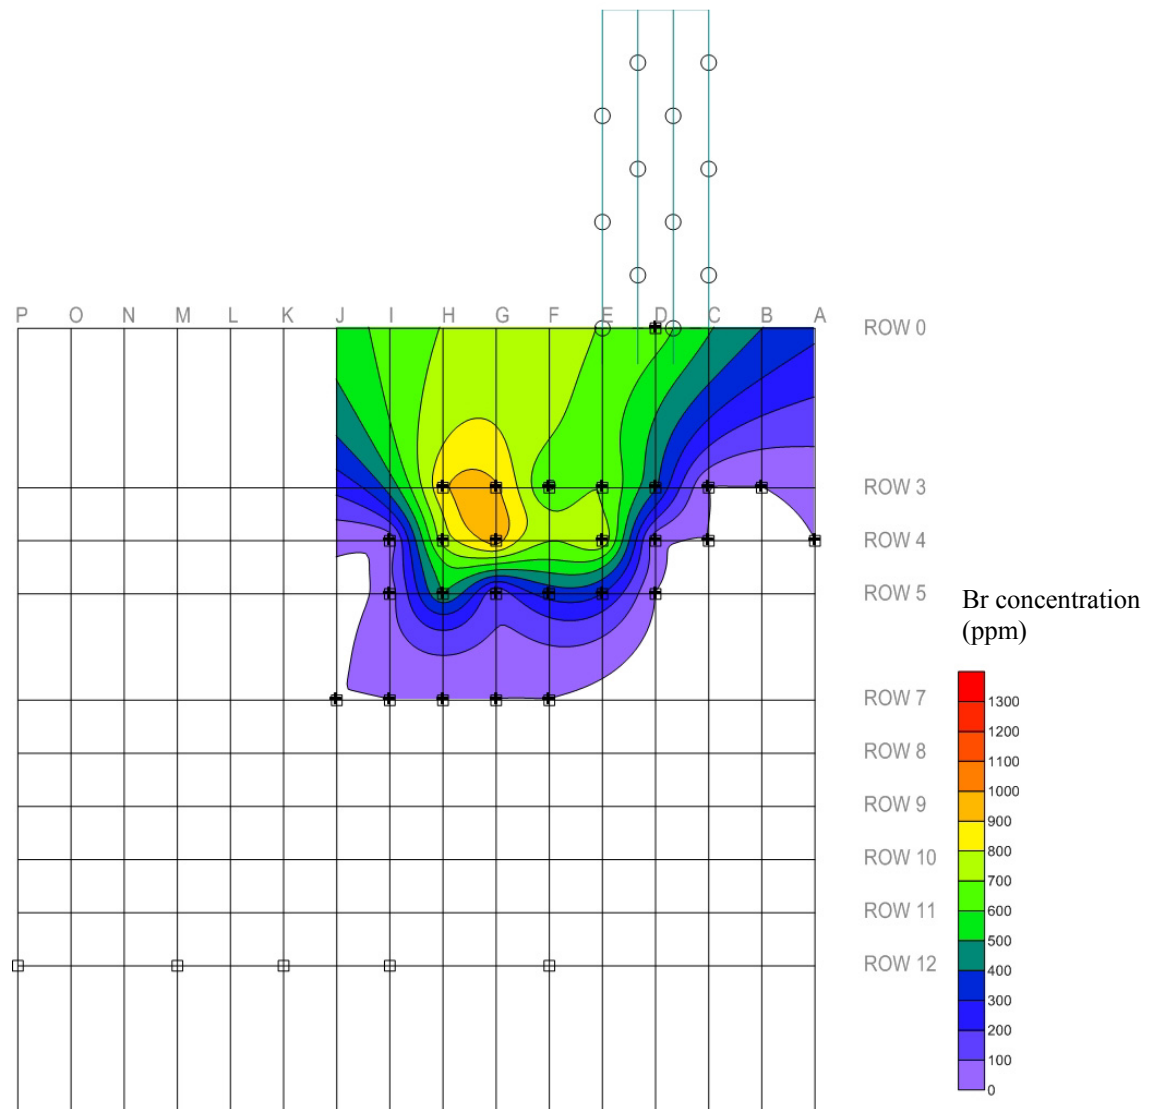 P O N M L K J I H G F E D C B A
ROW 0
ROW 3
ROW 4
ROW 5
ROW 7
ROW 8
ROW 9
ROW 10
ROW 11
ROW 12
Br concentration
(ppm)
1300
1200
1100
1000
900
800
700
600
500
400
300
200
100
0